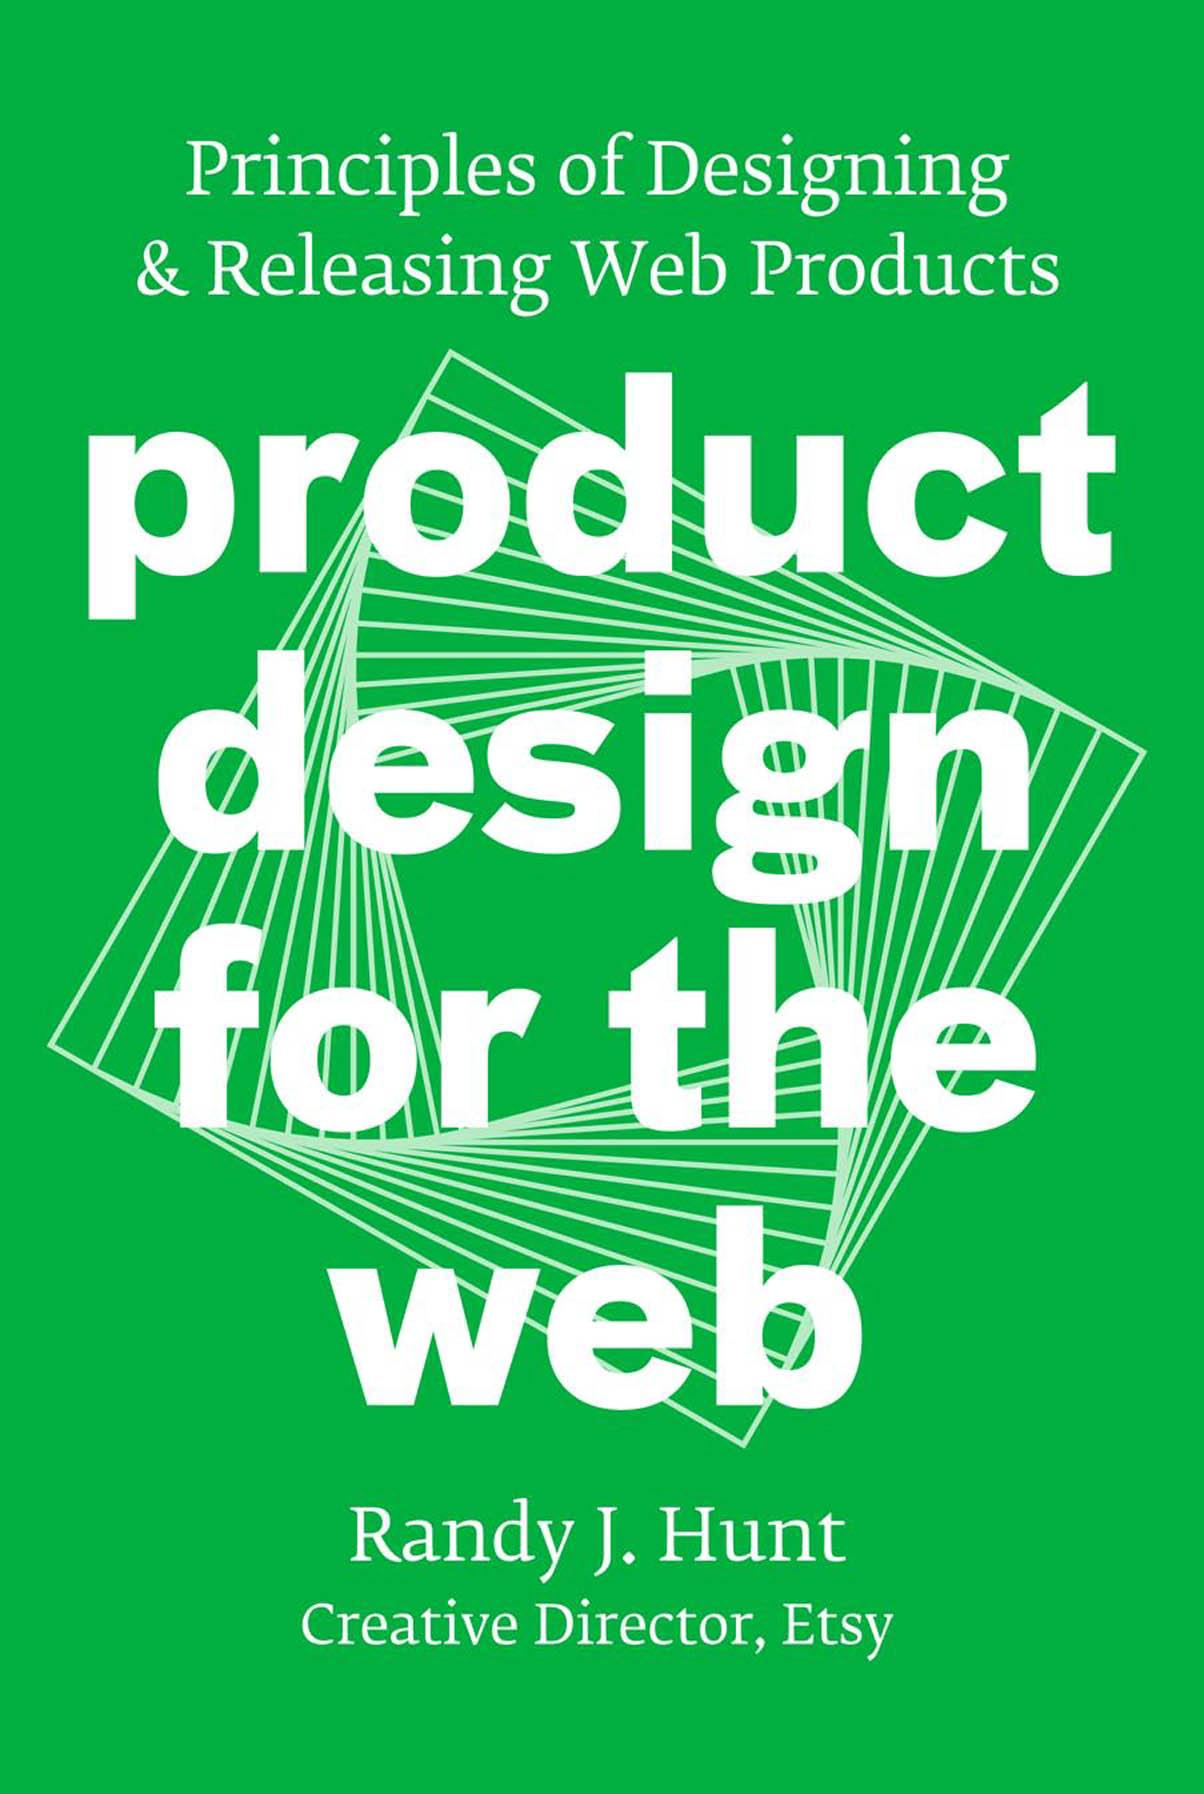 Principles of Designing
& Releasing Web Products
product
design
for the
web
Randy J. Hunt
Creative Director, Etsy